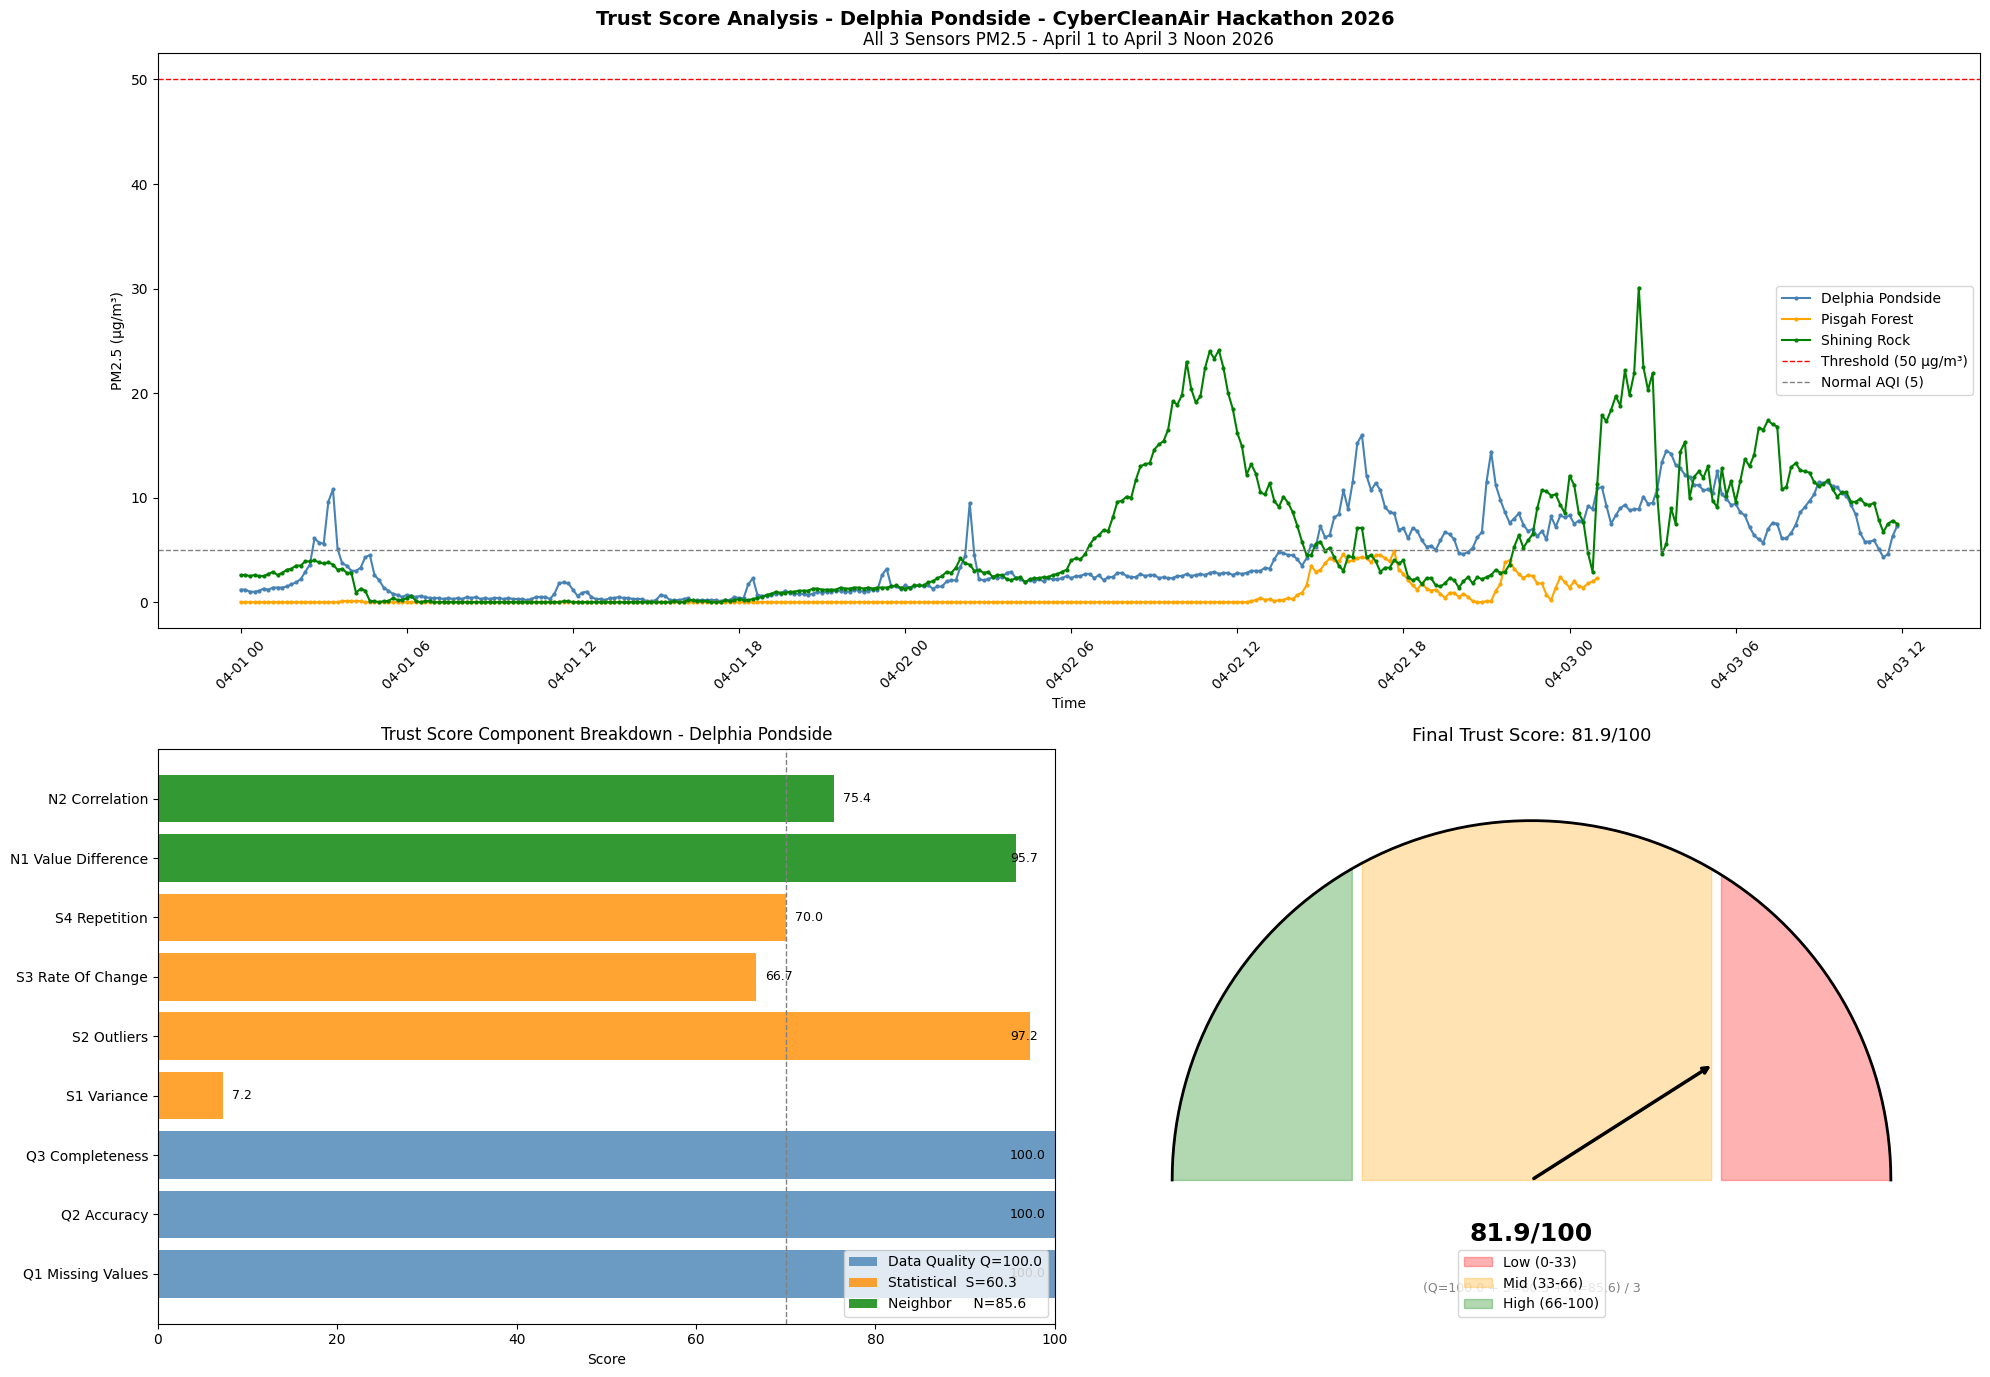 Trust Score Analysis - Delphia Pondside - CyberCleanAir Hackathon 2026
All 3 Sensors PM2.5 - April 1 to April 3 Noon 2026
PM2.5 (µg/m³)
50
40
30
20
10
0
Delphia Pondside
Pisgah Forest
Shining Rock
Threshold (50 µg/m³)
Normal AQI (5)
04-01 00
04-01 06
04-01 12
04-01 18
04-02 00
04-02 06
04-02 12
04-02 18
04-03 00
04-03 06
04-03 12
Time
Trust Score Component Breakdown - Delphia Pondside
N2 Correlation 75.4
N1 Value Difference 95.7
S4 Repetition 70.0
S3 Rate Of Change 66.7
S2 Outliers 97.2
S1 Variance 7.2
Q3 Completeness 100.0
Q2 Accuracy 100.0
Q1 Missing Values 100.0
Data Quality Q=100.0
Statistical S=60.3
Neighbor N=85.6
0 20 40 60 80 100
Score
Final Trust Score: 81.9/100
81.9/100
Low (0-33)
Mid (33-66)
High (66-100)
/ 3